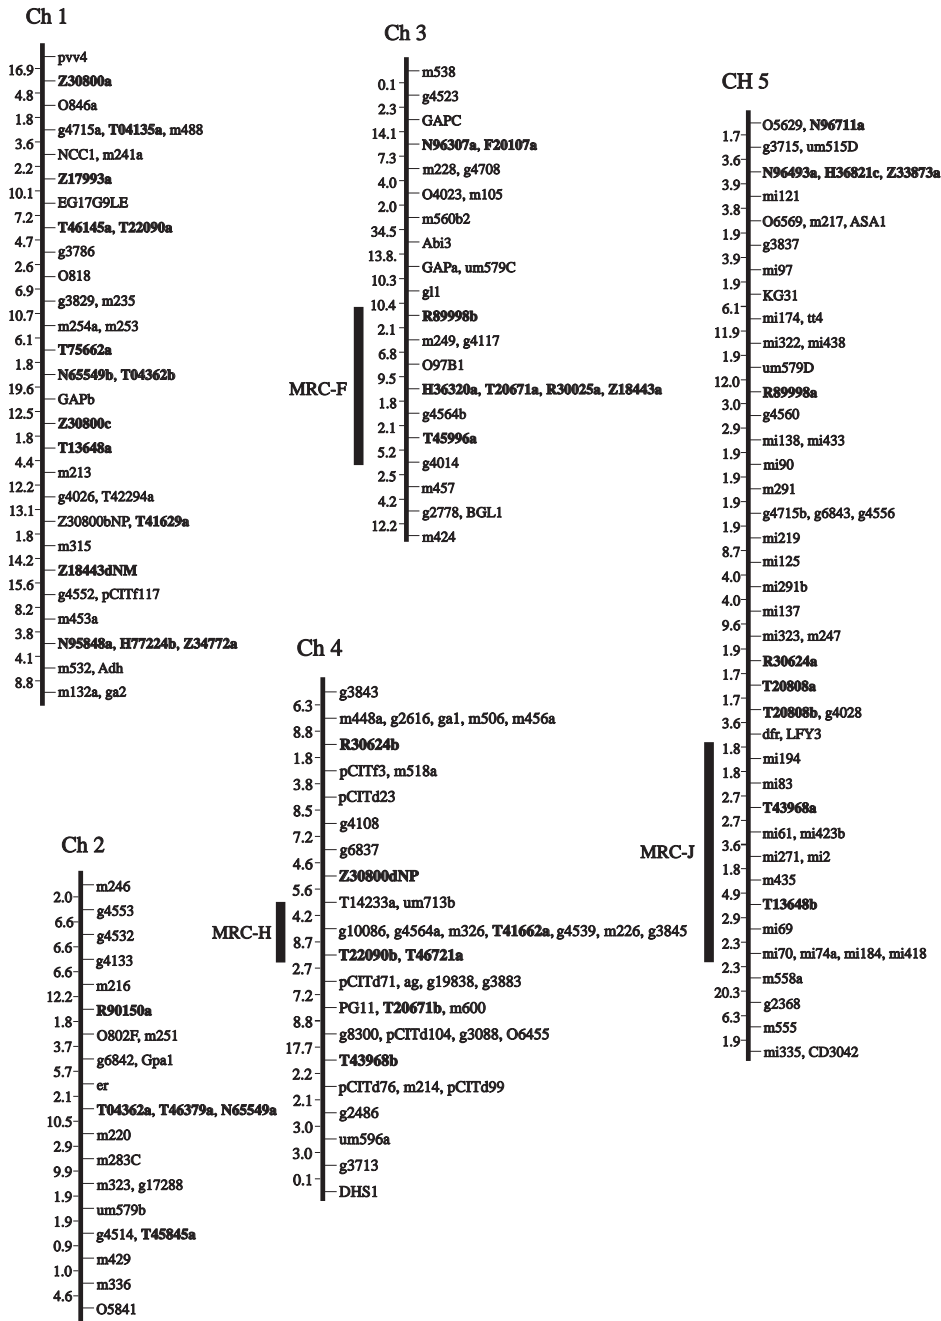 Ch 1
pvv4
16.9
Z30800a
4.8
O846a
1.8
g4715a, T04135a, m488
3.6
NCC1, m241a
2.2
Z17993a
10.1
EG17G9LE
7.2
T46145a, T22090a
4.7
g3786
2.6
O818
6.9
g3829, m235
10.7
m254a, m253
6.1
T75662a
1.8
N65549b, T04362b
19.6
GAPb
12.5
Z30800c
1.8
T13648a
4.4
m213
12.2
g4026, T42294a
13.1
Z30800bNP, T41629a
1.8
m315
14.2
Z18443dNM
15.6
g4552, pCITf117
8.2
m453a
3.8
N95848a, H77224b, Z34772a
4.1
m532, Adh
8.8
m132a, ga2
Ch 2
m246
2.0
g4553
6.6
g4532
6.6
g4133
6.6
m216
12.2
R90150a
1.8
O802F, m251
3.7
g6842, Gpa1
5.7
er
2.1
T04362a, T46379a, N65549a
10.5
m220
2.9
m283C
9.9
m323, g17288
1.9
um579b
1.9
g4514, T45845a
0.9
m429
1.0
m336
4.6
O5841
Ch 3
m538
0.1
g4523
2.3
GAPC
14.1
N96307a, F20107a
7.3
m228, g4708
4.0
O4023, m105
2.0
m560b2
34.5
Abi3
13.8.
GAPa, um579C
10.3
gl1
10.4
R89998b
2.1
m249, g4117
6.8
O97B1
9.5
MRC-F
H36320a, T20671a, R30025a, Z18443a
1.8
g4564b
2.1
T45996a
5.2
g4014
2.5
m457
4.2
g2778, BGL1
12.2
m424
Ch 4
g3843
6.3
m448a, g2616, ga1, m506, m456a
8.8
R30624b
1.8
pCITf3, m518a
3.8
pCITd23
8.5
g4108
7.2
g6837
4.6
Z30800dNP
5.6
T14233a, um713b
4.2
MRC-H
g10086, g4564a, m326, T41662a, g4539, m226, g3845
8.7
T22090b, T46721a
2.7
pCITd71, ag, g19838, g3883
7.2
PG11, T20671b, m600
8.8
g8300, pCITd104, g3088, O6455
17.7
T43968b
2.2
pCITd76, m214, pCITd99
2.1
g2486
3.0
um596a
3.0
g3713
0.1
DHS1
CH 5
O5629, N96711a
1.7
g3715, um515D
3.6
N96493a, H36821c, Z33873a
3.9
mi121
3.8
O6569, m217, ASA1
1.9
g3837
3.9
mi97
1.9
KG31
6.1
mi174, tt4
11.9
mi322, mi438
1.9
um579D
12.0
R89998a
3.0
g4560
2.9
mi138, mi433
1.9
mi90
1.9
m291
1.9
g4715b, g6843, g4556
1.9
mi219
8.7
mi125
4.0
mi291b
4.0
mi137
9.6
mi323, m247
1.9
R30624a
1.7
T20808a
1.7
T20808b, g4028
3.6
dfr, LFY3
1.8
mi194
1.8
mi83
2.7
T43968a
2.7
mi61, mi423b
3.6
MRC-J
mi271, mi2
1.8
m435
4.9
T13648b
2.9
mi69
2.3
mi70, mi74a, mi184, mi418
2.3
m558a
20.3
g2368
6.3
m555
1.9
mi335, CD3042